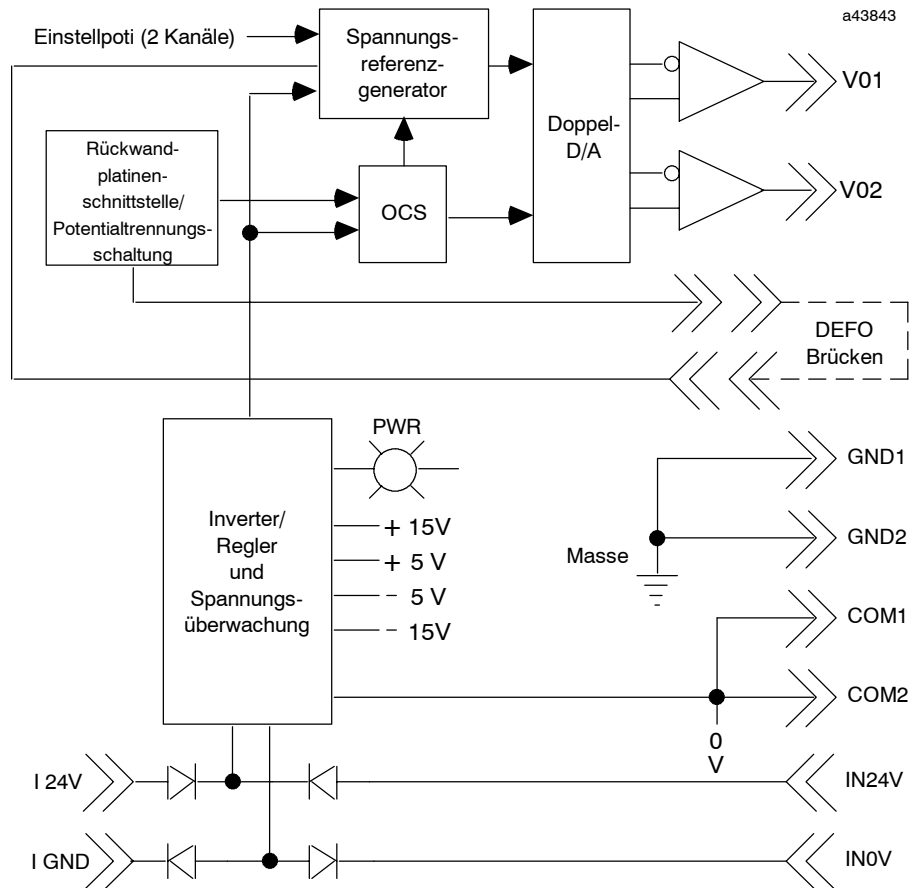 a43843
Einstellpoti (2 Kanäle)
Spannungs-
referenz-
generator
Doppel-
D/A
V01
V02
Rückwand-
platinen-
schnittstelle/
Potentialtrennungs-
schaltung
OCS
DEFO
Brücken
PWR
Inverter/
Regler
und
Spannungs-
überwachung
+ 15V
+ 5 V
- 5 V
- 15V
Masse
GND1
GND2
COM1
COM2
0
V
I 24V
IN24V
I GND
IN0V